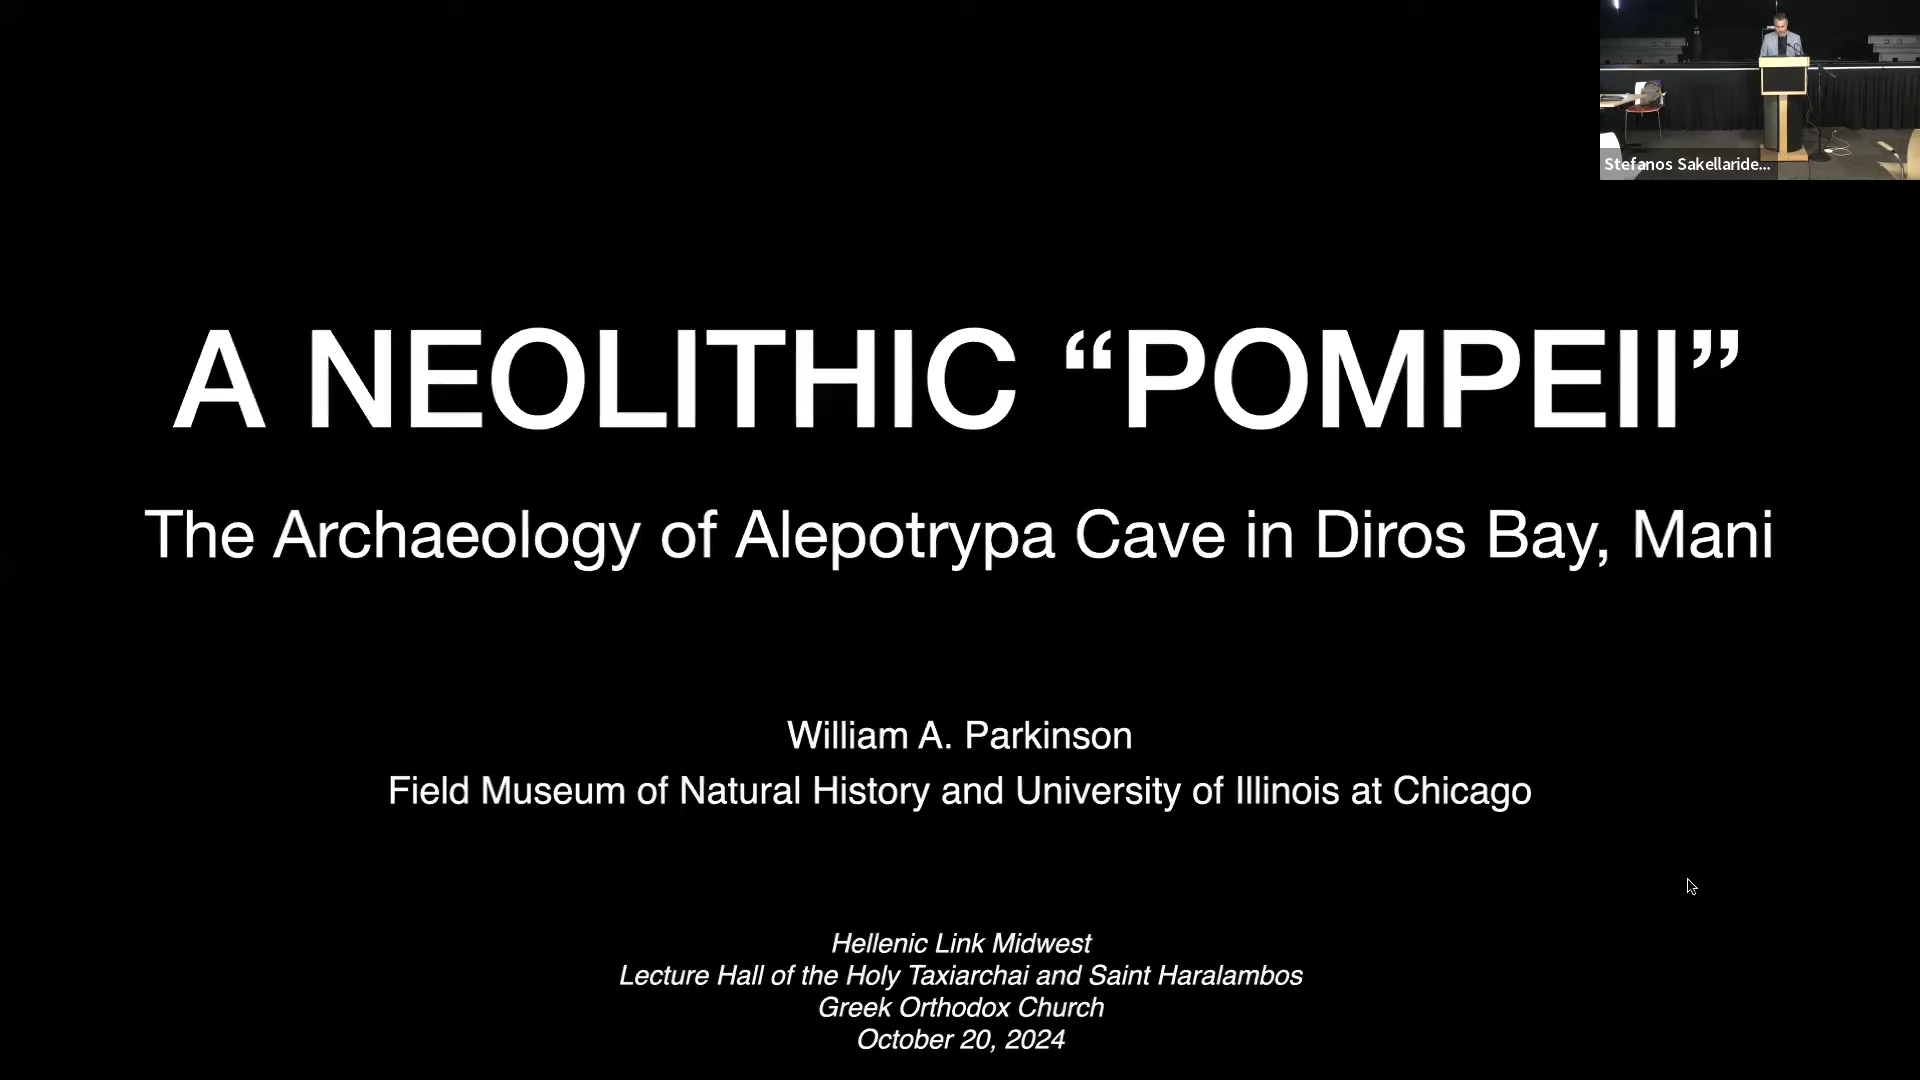 Stefanos Sakellaride...
A NEOLITHIC “POMPEII”
The Archaeology of Alepotrypa Cave in Diros Bay, Mani
William A. Parkinson
Field Museum of Natural History and University of Illinois at Chicago
Hellenic Link Midwest
Lecture Hall of the Holy Taxiarchai and Saint Haralambos
Greek Orthodox Church
October 20, 2024